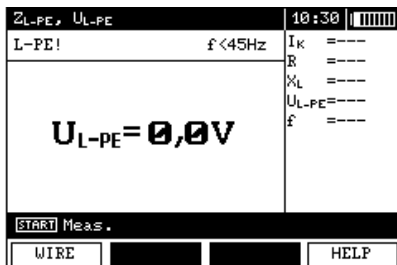 ZL-PE, UL-PE 10:30
L-PE! f<45Hz
IK =---
R =---
XL =---
UL-PE=---
f =---
UL-PE= 0,0V
START Meas.
WIRE HELP